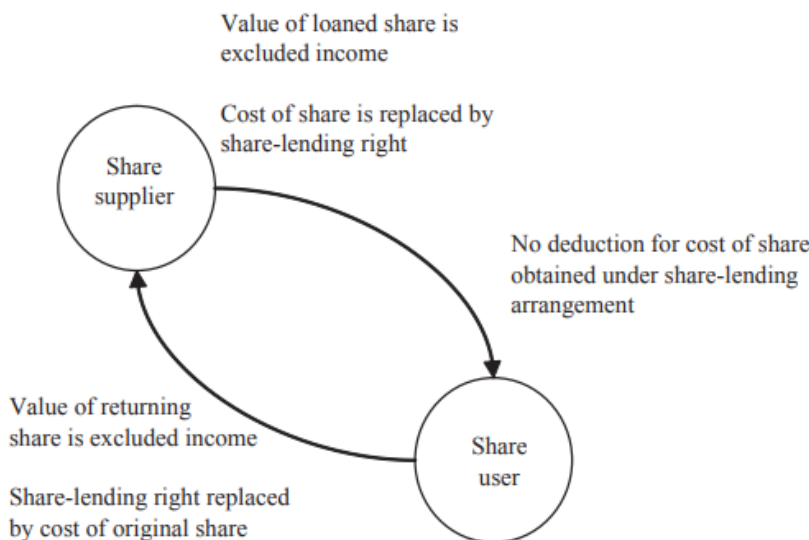 Value of loaned share is
excluded income
Cost of share is replaced by
share-lending right
Share
supplier
No deduction for cost of share
obtained under share-lending
arrangement
Value of returning
share is excluded income
Share-lending right replaced
by cost of original share
Share
user